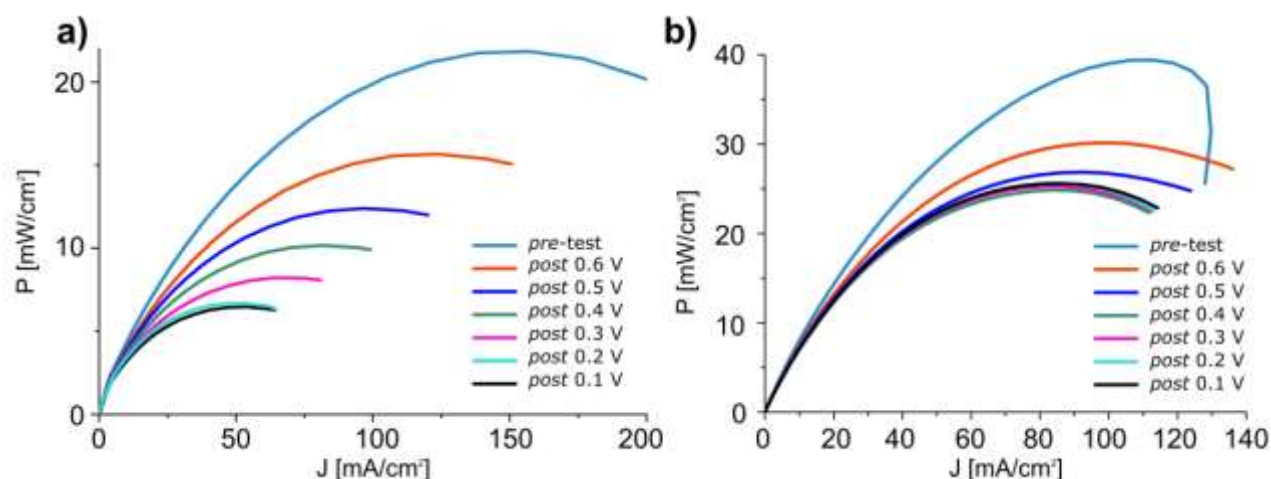 a)
20
10
0
P [mW/cm²]
0
50
100
150
200
J [mA/cm²]
pre-test
post 0.6 V
post 0.5 V
post 0.4 V
post 0.3 V
post 0.2 V
post 0.1 V
b)
40
30
20
10
0
P [mW/cm²]
0
20
40
60
80
100
120
140
J [mA/cm²]
pre-test
post 0.6 V
post 0.5 V
post 0.4 V
post 0.3 V
post 0.2 V
post 0.1 V